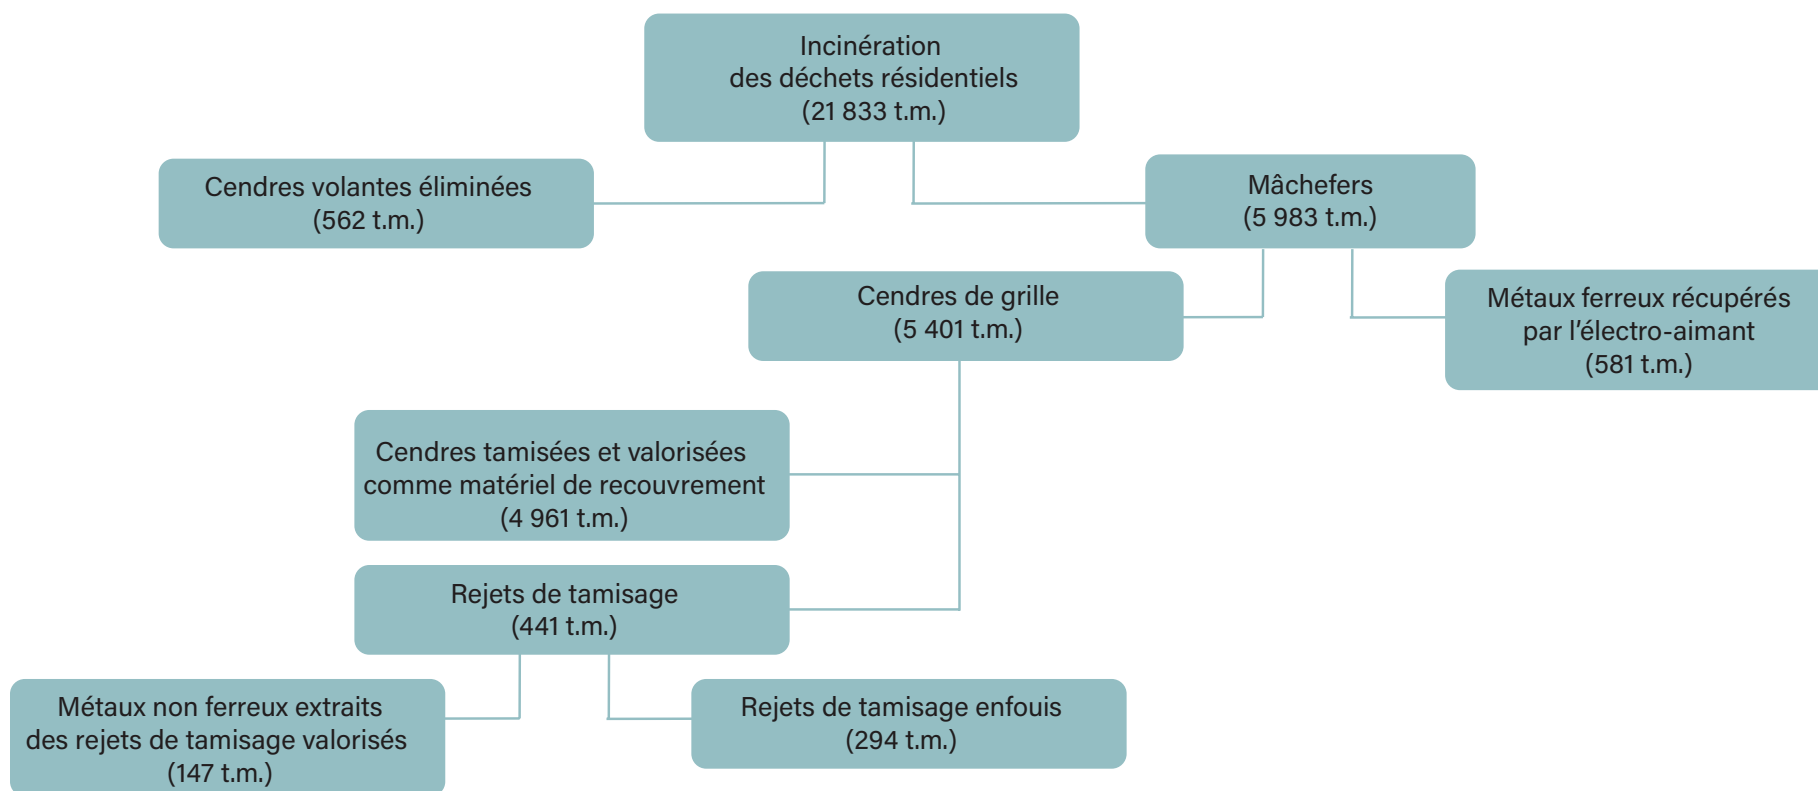 Incinération
des déchets résidentiels
(21 833 t.m.)
Cendres volantes éliminées
(562 t.m.)
Mâchefers
(5 983 t.m.)
Cendres de grille
(5 401 t.m.)
Métaux ferreux récupérés
par l'électro-aimant
(581 t.m.)
Cendres tamisées et valorisées
comme matériel de recouvrement
(4 961 t.m.)
Rejets de tamisage
(441 t.m.)
Métaux non ferreux extraits
des rejets de tamisage valorisés
(147 t.m.)
Rejets de tamisage enfouis
(294 t.m.)